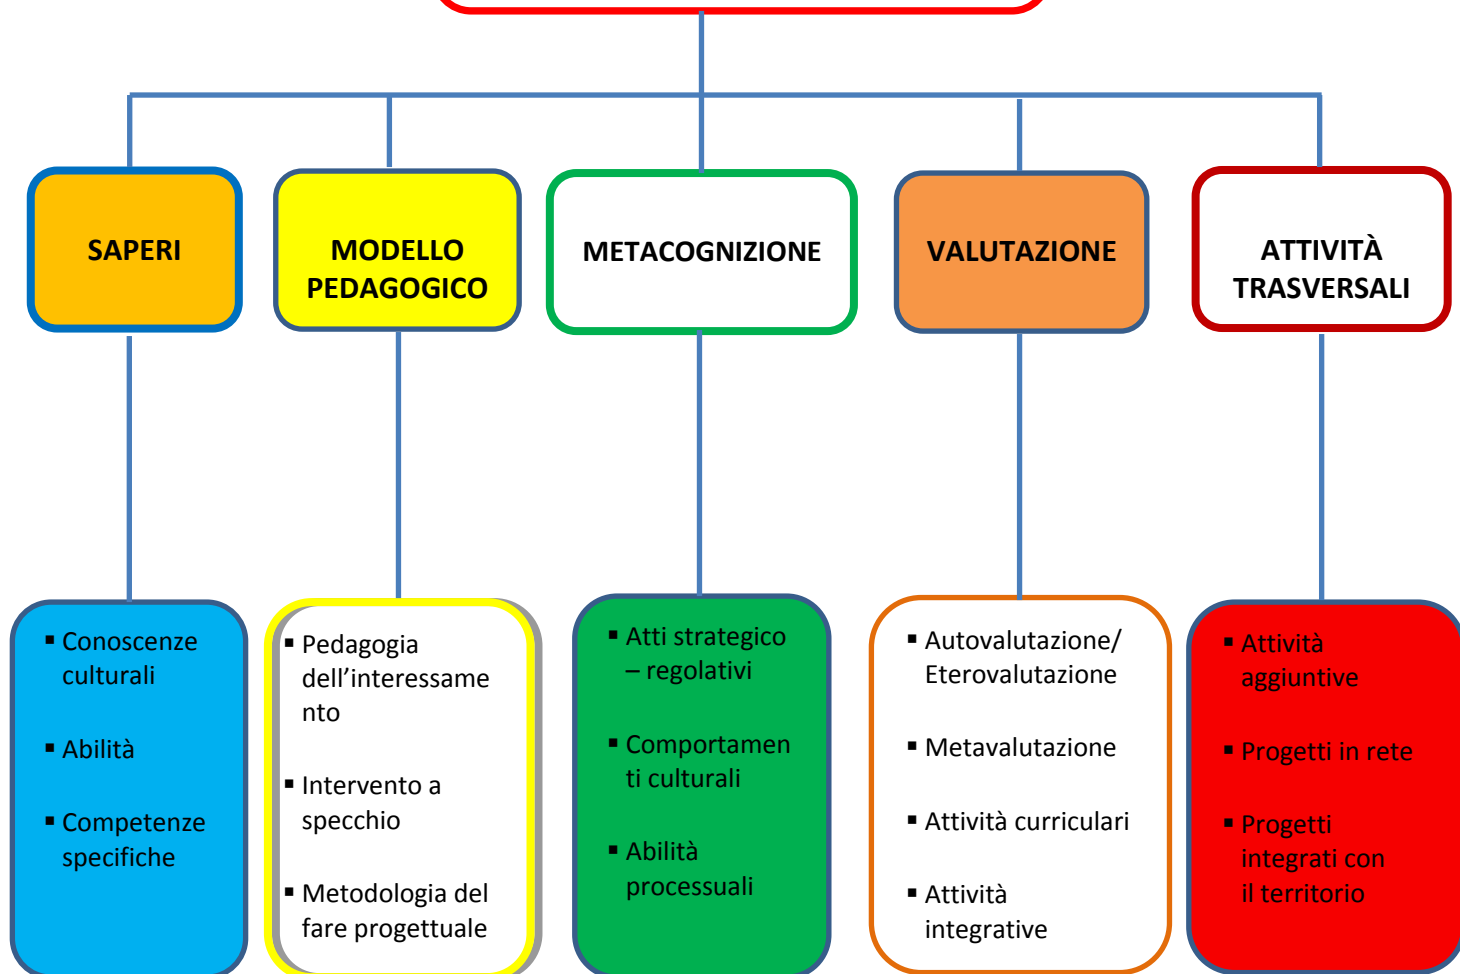 SAPERI
MODELLO
PEDAGOGICO
METACOGNIZIONE
VALUTAZIONE
ATTIVITÀ
TRASVERSALI
▪ Conoscenze
culturali
▪ Abilità
▪ Competenze
specifiche
▪ Pedagogia
dell’interessame
nto
▪ Intervento a
specchio
▪ Metodologia del
fare progettuale
▪ Atti strategico
– regolativi
▪ Comportamen
ti culturali
▪ Abilità
processuali
▪ Autovalutazione/
Eterovalutazione
▪ Metavalutazione
▪ Attività curriculari
▪ Attività
integrative
▪ Attività
aggiuntive
▪ Progetti in rete
▪ Progetti
integrati con
il territorio